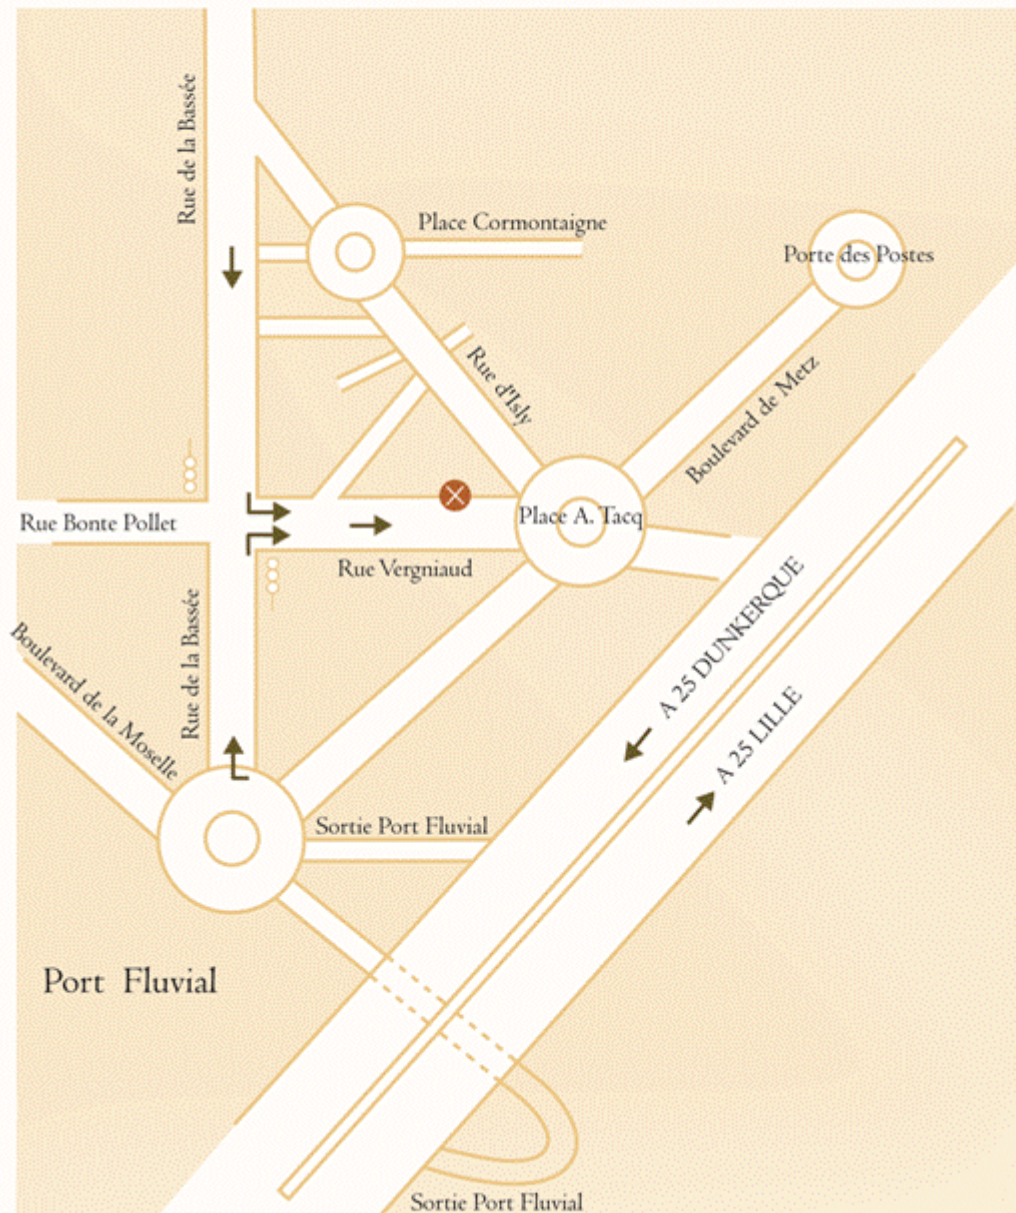 Rue de la Bassée
Place Cormontaigne
Porte des Postes
Rue d"Isly
Boulevard de Metz
Rue Bonte Pollet
Place A. Tacq
Rue Vergniaud
A 25 DUNKERQUE
Rue de la Bassée
Boulevard de la Moselle
A 25 LILLE
Sortie Port Fluvial
Port Fluvial
Sortie Port Fluvial